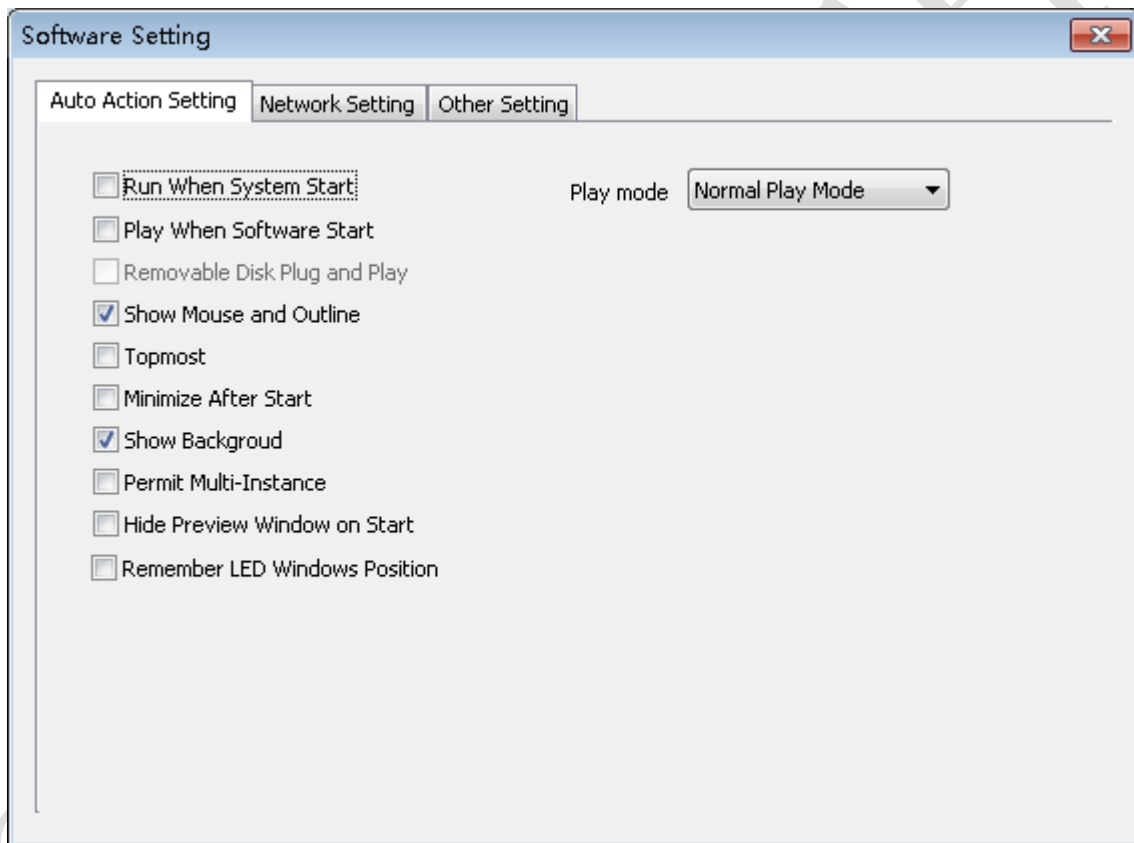 Software Setting
Auto Action Setting Network Setting Other Setting
Run When System Start
Play mode Normal Play Mode
Play When Software Start
Removable Disk Plug and Play
Show Mouse and Outline
Topmost
Minimize After Start
Show Backgroud
Permit Multi-Instance
Hide Preview Window on Start
Remember LED Windows Position